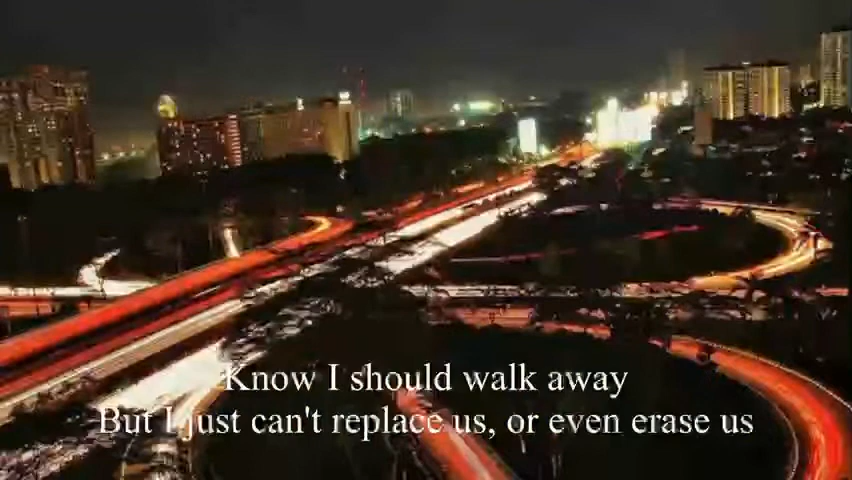 Know I should walk away
But I just can't replace us, or even erase us